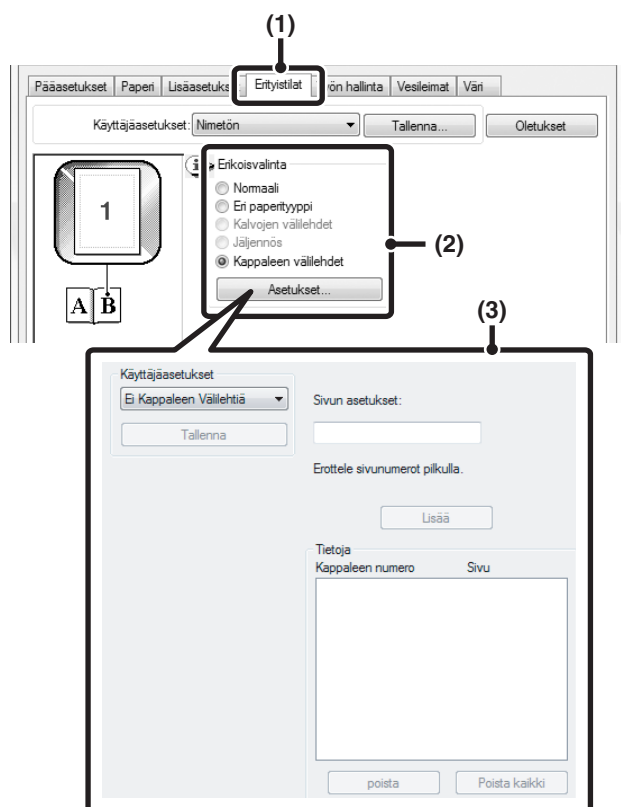 (1)
Pääasetukset Paperi Lisäasetuks Erityistilat yön hallinta Vesileimat Väri
Käyttäjäasetukset: Nimetön Tallenna... Oletukset
Erikoisvalinta
Normaali
1 Eri paperityyppi
Kalvojen välilehdet
Jäljennös (2)
Kappaleen välilehdet
Asetukset...
A B
(3)
Käyttäjäasetukset
Ei Kappaleen Välilehtiä Sivun asetukset:
Tallenna
Erottele sivunumerot pilkulla.
Lisää
Tietoja
Kappaleen numero Sivu
poista Poista kaikki